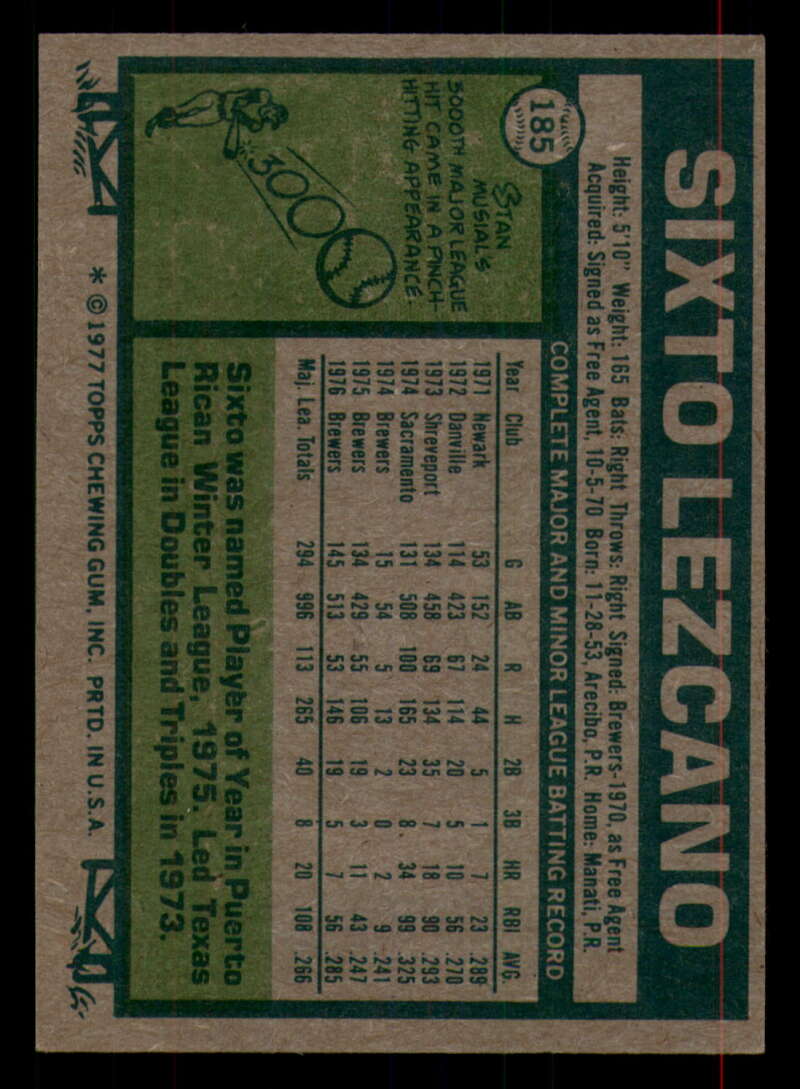 185
SIXTO LEZCANO
Height: 5'10" Weight: 165 Bats: Right Throws: Right Signed: Brewers-1970, as Free Agent
Acquired: Signed as Free Agent, 10-5-70 Born: 11-28-53, Arecibo, P.R. Home: Manati, P.R.
COMPLETE MAJOR AND MINOR LEAGUE BATTING RECORD
Year Club G AB R H 2B 3B HR RBI AVG.
1971 Newark 53 152 24 44 5 1 7 23 .289
1972 Danville 114 423 67 114 20 5 10 56 .270
1973 Shreveport 134 458 69 134 35 7 18 90 .293
1974 Sacramento 131 508 100 165 23 8. 34 99 .325
1974 Brewers 15 54 5 13 2 0 2 9 .241
1975 Brewers 134 429 55 106 19 3 11 43 .247
1976 Brewers 145 513 53 146 19 5 7 56 .285
Maj. Lea. Totals 294 996 113 265 40 8 20 108 .266
STAN
MUSIAL'S
3000TH MAJOR LEAGUE
HIT CAME IN A PINCH-
HITTING APPEARANCE.
3000
Sixto was named Player of Year in Puerto
Rican Winter League, 1975. Led Texas
League in Doubles and Triples in 1973.
* © 1977 TOPPS CHEWING GUM, INC. PRTD. IN U.S.A.